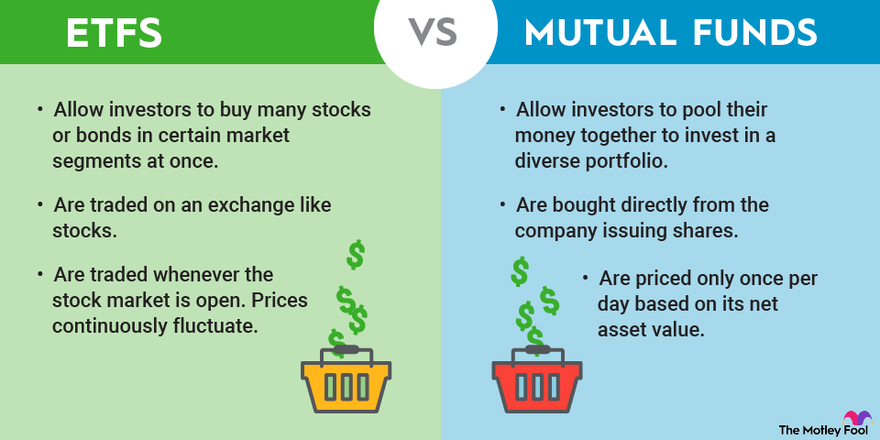 ETFS
VS
MUTUAL FUNDS
• Allow investors to buy many stocks
or bonds in certain market
segments at once.
• Are traded on an exchange like
stocks.
• Are traded whenever the
stock market is open. Prices
continuously fluctuate.
• Allow investors to pool their
money together to invest in a
diverse portfolio.
• Are bought directly from the
company issuing shares.
• Are priced only once per
day based on its net
asset value.
$
$
$
$
$
$
$
$
The Motley Fool